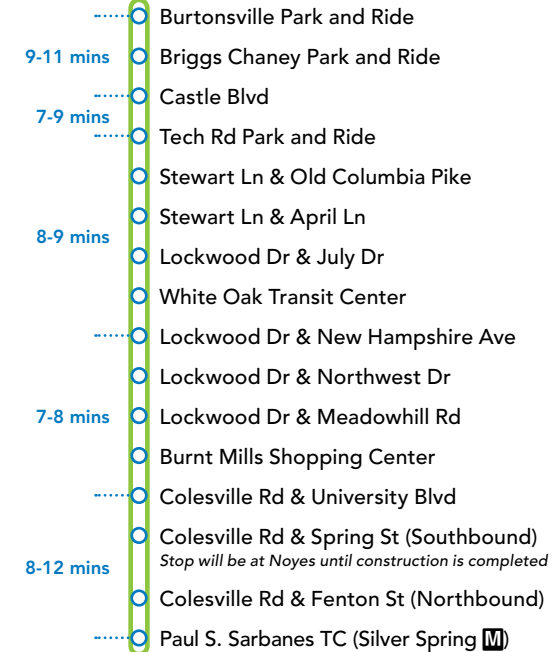 Burtonsville Park and Ride
9-11 mins
Briggs Chaney Park and Ride
Castle Blvd
7-9 mins
Tech Rd Park and Ride
Stewart Ln & Old Columbia Pike
Stewart Ln & April Ln
8-9 mins
Lockwood Dr & July Dr
White Oak Transit Center
Lockwood Dr & New Hampshire Ave
Lockwood Dr & Northwest Dr
7-8 mins
Lockwood Dr & Meadowhill Rd
Burnt Mills Shopping Center
Colesville Rd & University Blvd
Colesville Rd & Spring St (Southbound)
Stop will be at Noyes until construction is completed
8-12 mins
Colesville Rd & Fenton St (Northbound)
Paul S. Sarbanes TC (Silver Spring M)